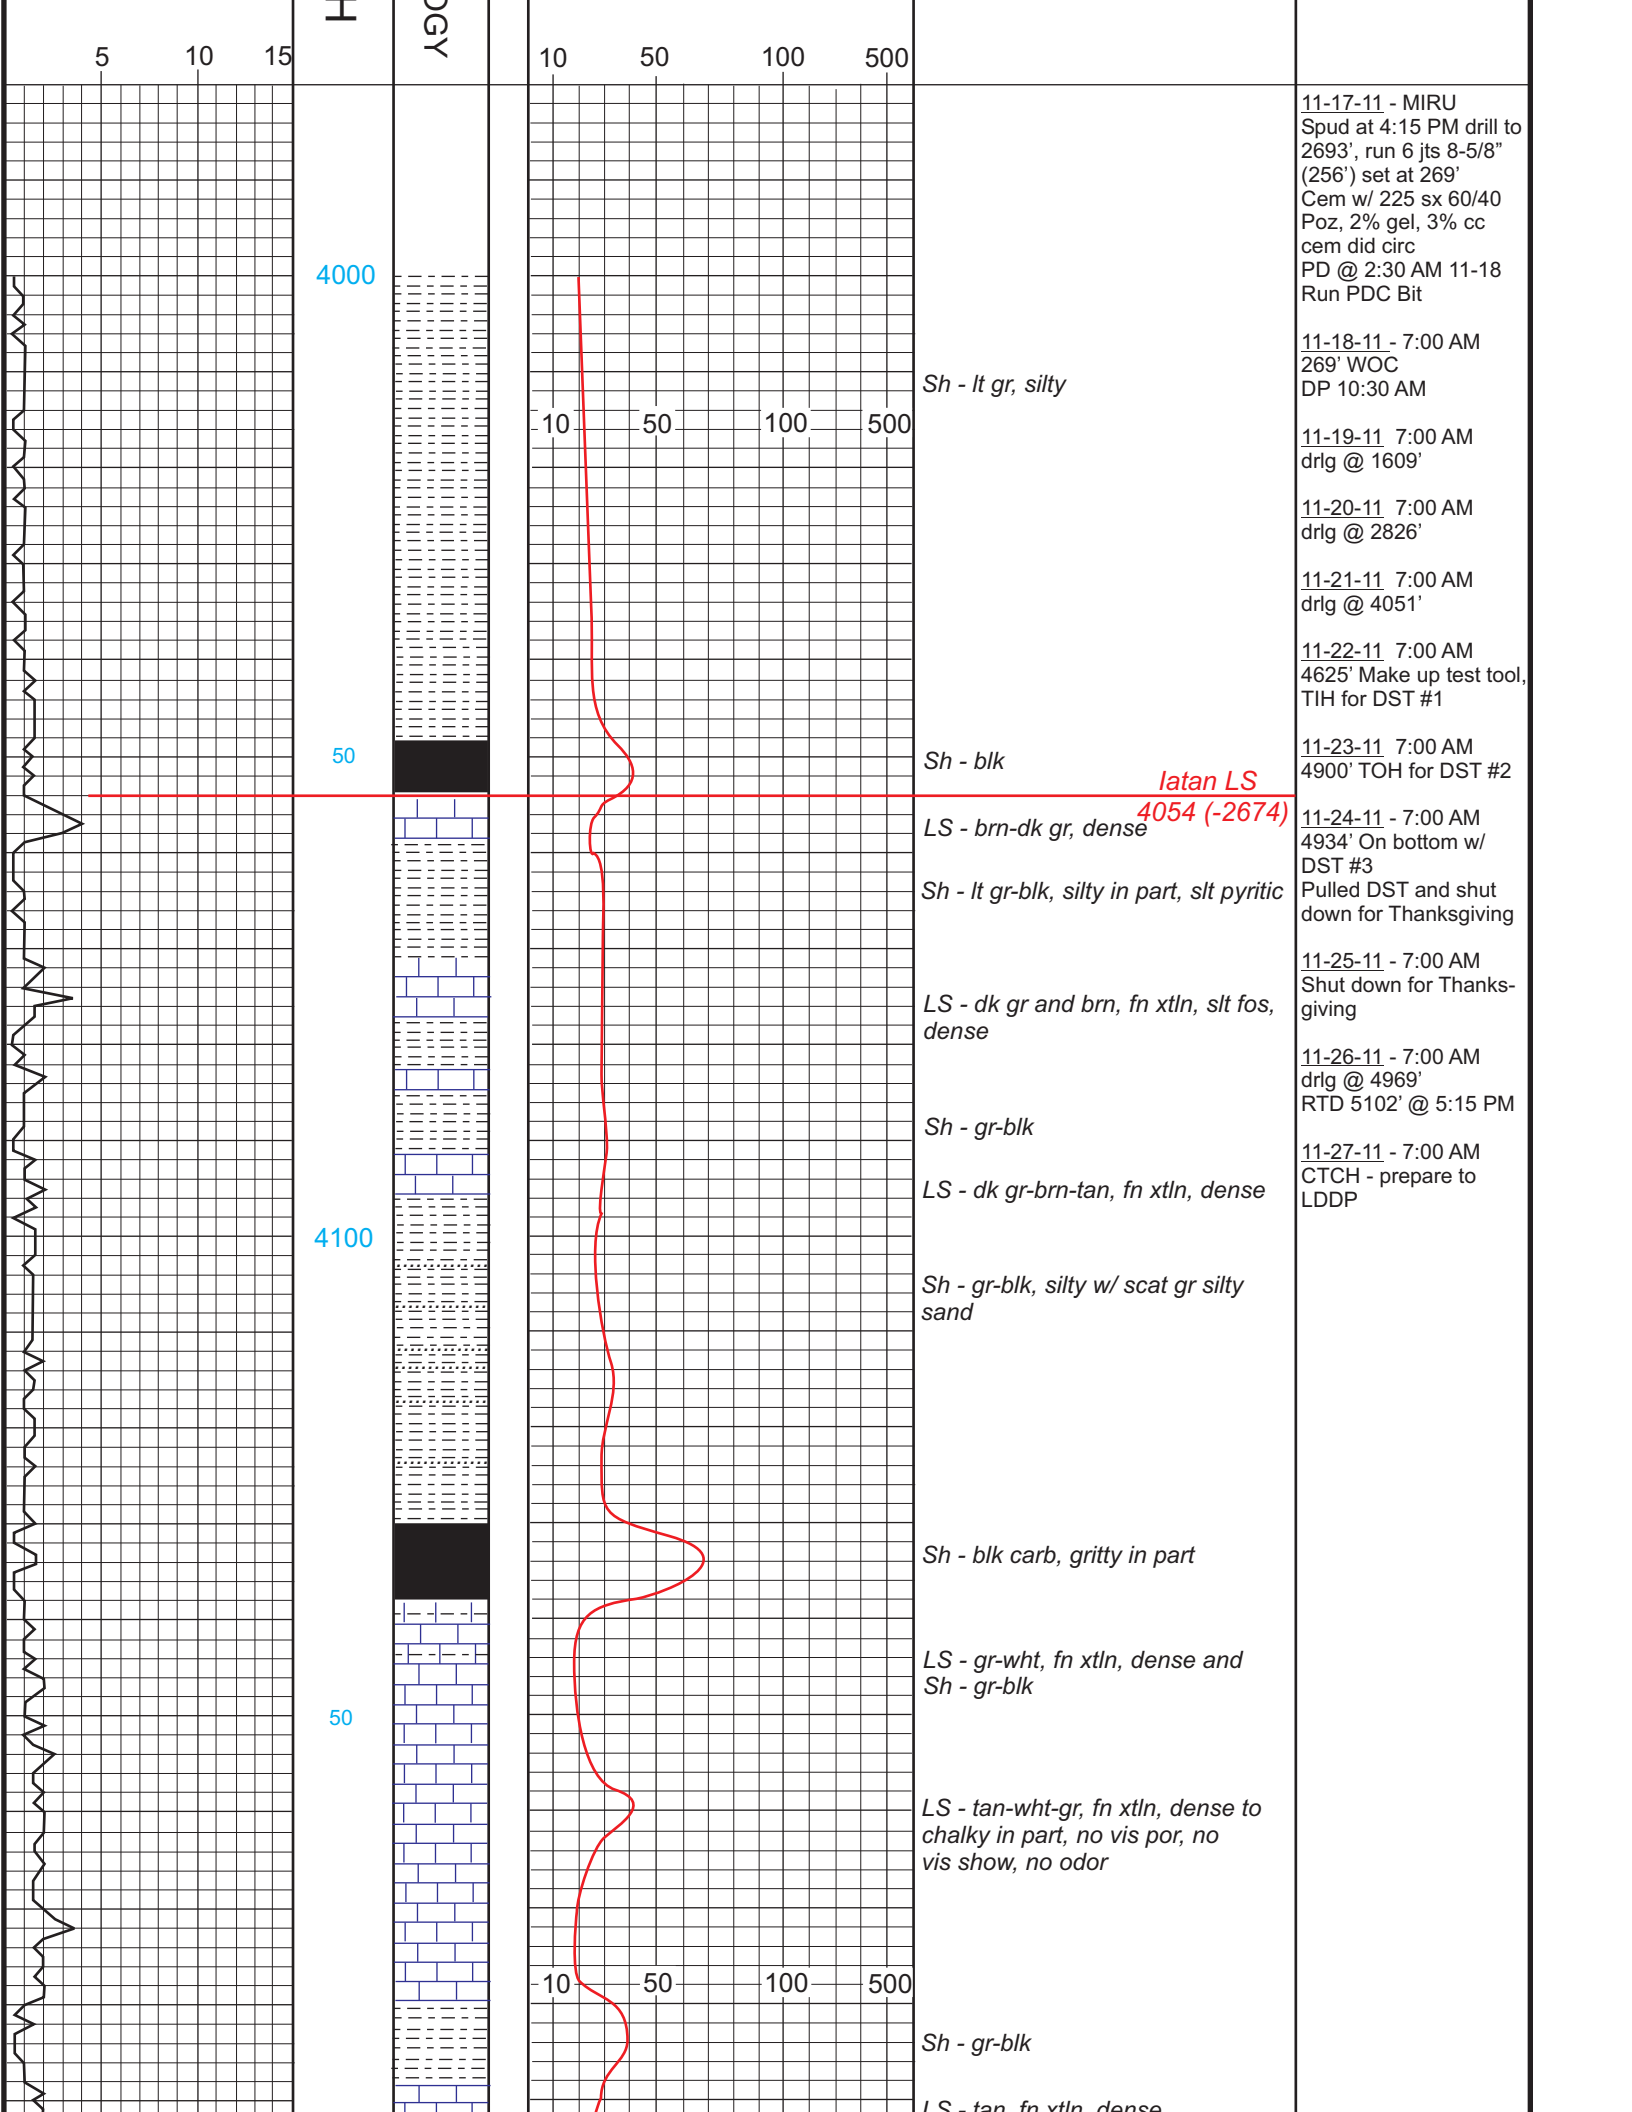 H
OGY
5 10 15
10 50 100 500
4000
Sh - lt gr, silty
10 50 100 500
50
Sh - blk
Iatan LS
4054 (-2674)
LS - brn-dk gr, dense
Sh - lt gr-blk, silty in part, slt pyritic
LS - dk gr and brn, fn xtln, slt fos,
dense
Sh - gr-blk
LS - dk gr-brn-tan, fn xtln, dense
4100
Sh - gr-blk, silty w/ scat gr silty
sand
Sh - blk carb, gritty in part
LS - gr-wht, fn xtln, dense and
Sh - gr-blk
50
LS - tan-wht-gr, fn xtln, dense to
chalky in part, no vis por, no
vis show, no odor
10 50 100 500
Sh - gr-blk
LS - tan, fn xtln, dense
11-17-11 - MIRU
Spud at 4:15 PM drill to
2693’, run 6 jts 8-5/8”
(256’) set at 269’
Cem w/ 225 sx 60/40
Poz, 2% gel, 3% cc
cem did circ
PD @ 2:30 AM 11-18
Run PDC Bit
11-18-11 - 7:00 AM
269’ WOC
DP 10:30 AM
11-19-11 7:00 AM
drlg @ 1609’
11-20-11 7:00 AM
drlg @ 2826’
11-21-11 7:00 AM
drlg @ 4051’
11-22-11 7:00 AM
4625’ Make up test tool,
TIH for DST #1
11-23-11 7:00 AM
4900’ TOH for DST #2
11-24-11 - 7:00 AM
4934’ On bottom w/
DST #3
Pulled DST and shut
down for Thanksgiving
11-25-11 - 7:00 AM
Shut down for Thanks-
giving
11-26-11 - 7:00 AM
drlg @ 4969’
RTD 5102’ @ 5:15 PM
11-27-11 - 7:00 AM
CTCH - prepare to
LDDP